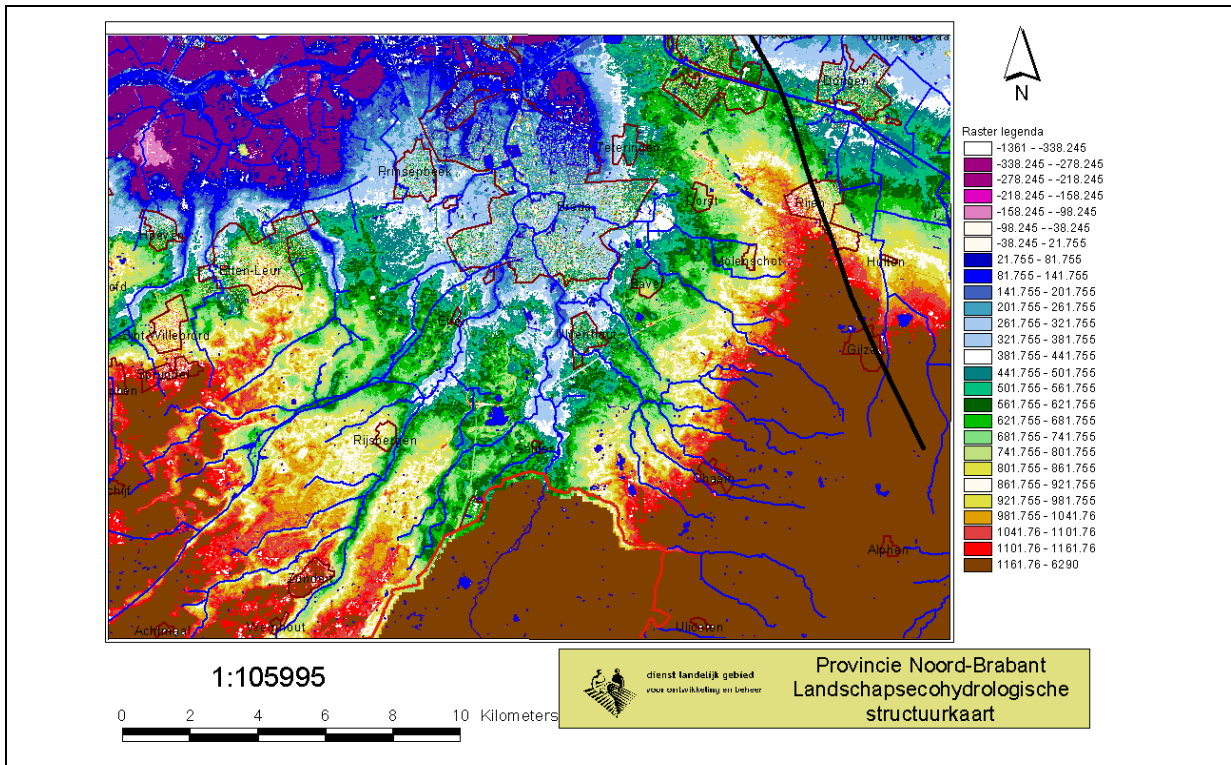 Teteringen
Prinsenbeek
Breda
Dorst
Molenschot
Hulten
Etten-Leur
Gilze
Rijsbergen
Chaam
Alphen
Zundert
Achtmaal
Wernhout
Ulicoten
N
Raster legenda
-1361 - -338.245
-338.245 - -278.245
-278.245 - -218.245
-218.245 - -158.245
-158.245 - -98.245
-98.245 - -38.245
-38.245 - 21.755
21.755 - 81.755
81.755 - 141.755
141.755 - 201.755
201.755 - 261.755
261.755 - 321.755
321.755 - 381.755
381.755 - 441.755
441.755 - 501.755
501.755 - 561.755
561.755 - 621.755
621.755 - 681.755
681.755 - 741.755
741.755 - 801.755
801.755 - 861.755
861.755 - 921.755
921.755 - 981.755
981.755 - 1041.76
1041.76 - 1101.76
1101.76 - 1161.76
1161.76 - 6290
1:105995
0 2 4 6 8 10 Kilometers
dienst landelijk gebied
voor ontwikkeling en beheer
Provincie Noord-Brabant
Landschapsecohydrologische
structuurkaart